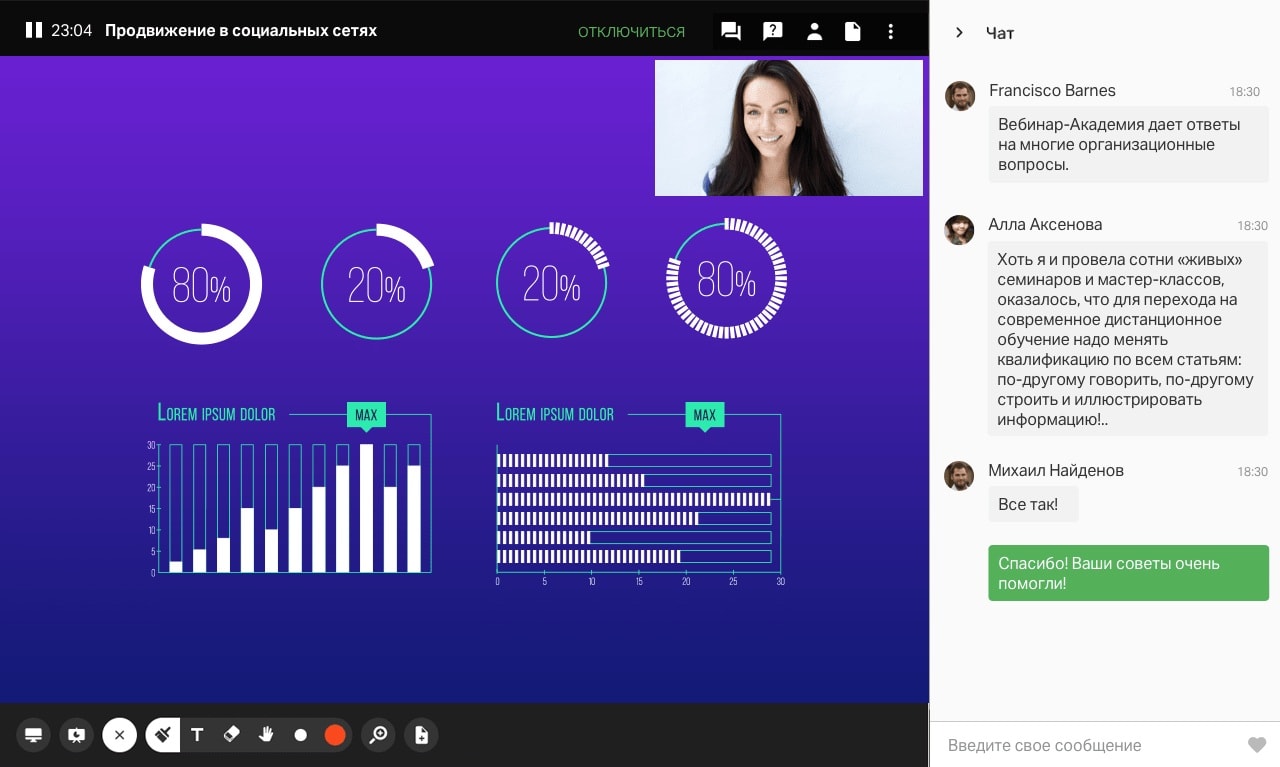 23:04 Продвижение в социальных сетях
ОТКЛЮЧИТЬСЯ
80%
20%
20%
80%
Lorem ipsum dolor
MAX
30
25
20
15
10
5
0
Lorem ipsum dolor
MAX
0 5 10 15 20 25 30
T
Чат
Francisco Barnes 18:30
Вебинар-Академия дает ответы
на многие организационные
вопросы.
Алла Аксенова 18:30
Хоть я и провела сотни «живых»
семинаров и мастер-классов,
оказалось, что для перехода на
современное дистанционное
обучение надо менять
квалификацию по всем статьям:
по-другому говорить, по-другому
строить и иллюстрировать
информацию!..
Михаил Найденов 18:30
Все так!
Спасибо! Ваши советы очень
помогли!
Введите свое сообщение